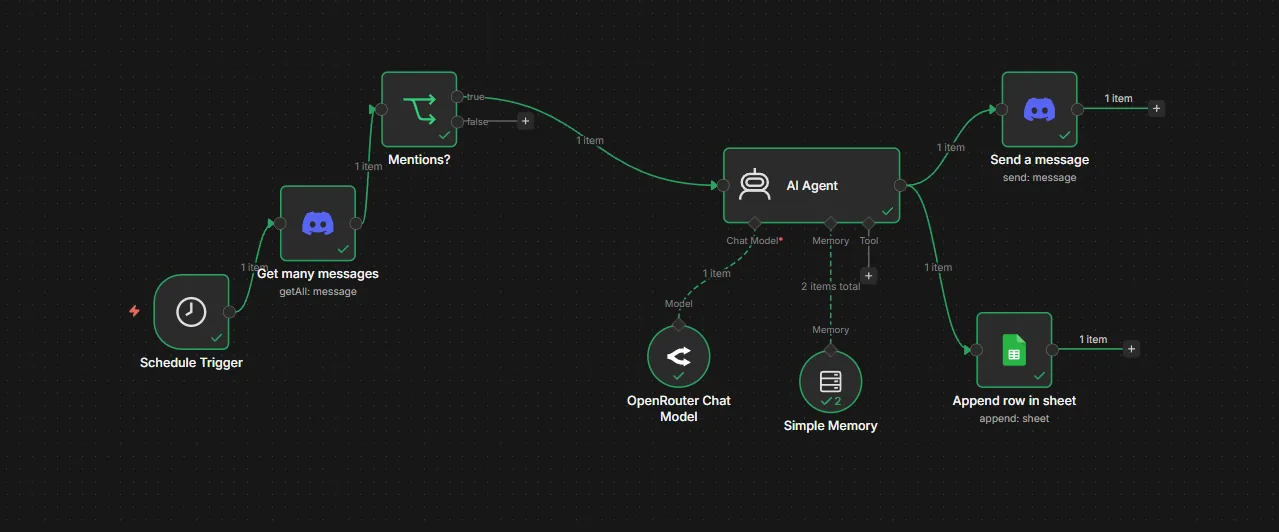 true
false
1 item
Mentions?
1 item
1 item
Get many messages
getAll: message
Schedule Trigger
AI Agent
Chat Model*
Memory
Tool
1 item
2 items total
Model
Memory
OpenRouter Chat
Model
2
Simple Memory
1 item
1 item
Send a message
send: message
1 item
1 item
Append row in sheet
append: sheet